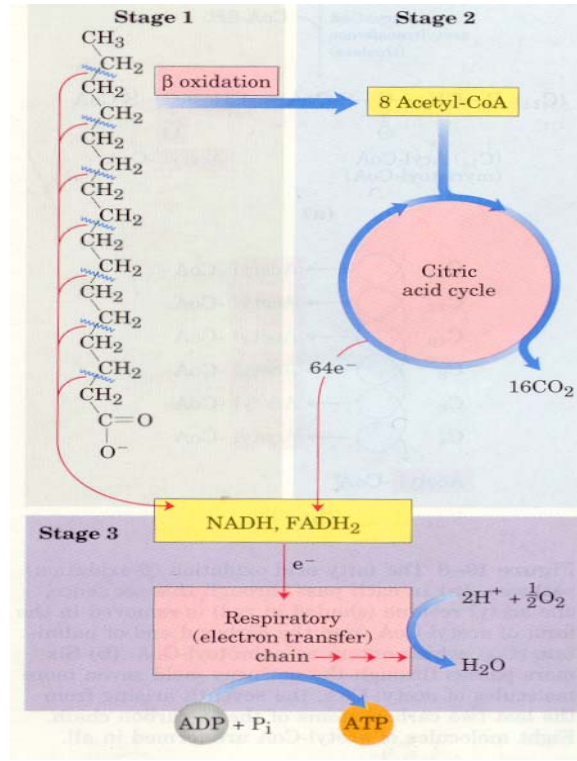 Stage 1
Stage 2
CH₃
CH₂
CH₂
CH₂
CH₂
CH₂
CH₂
CH₂
CH₂
CH₂
CH₂
CH₂
CH₂
CH₂
CH₂
C=O
O⁻
β oxidation
8 Acetyl-CoA
Citric
acid cycle
64e⁻
16CO₂
Stage 3
NADH, FADH₂
e⁻
Respiratory
(electron transfer)
chain
2H⁺ + ½O₂
H₂O
ADP + Pᵢ
ATP